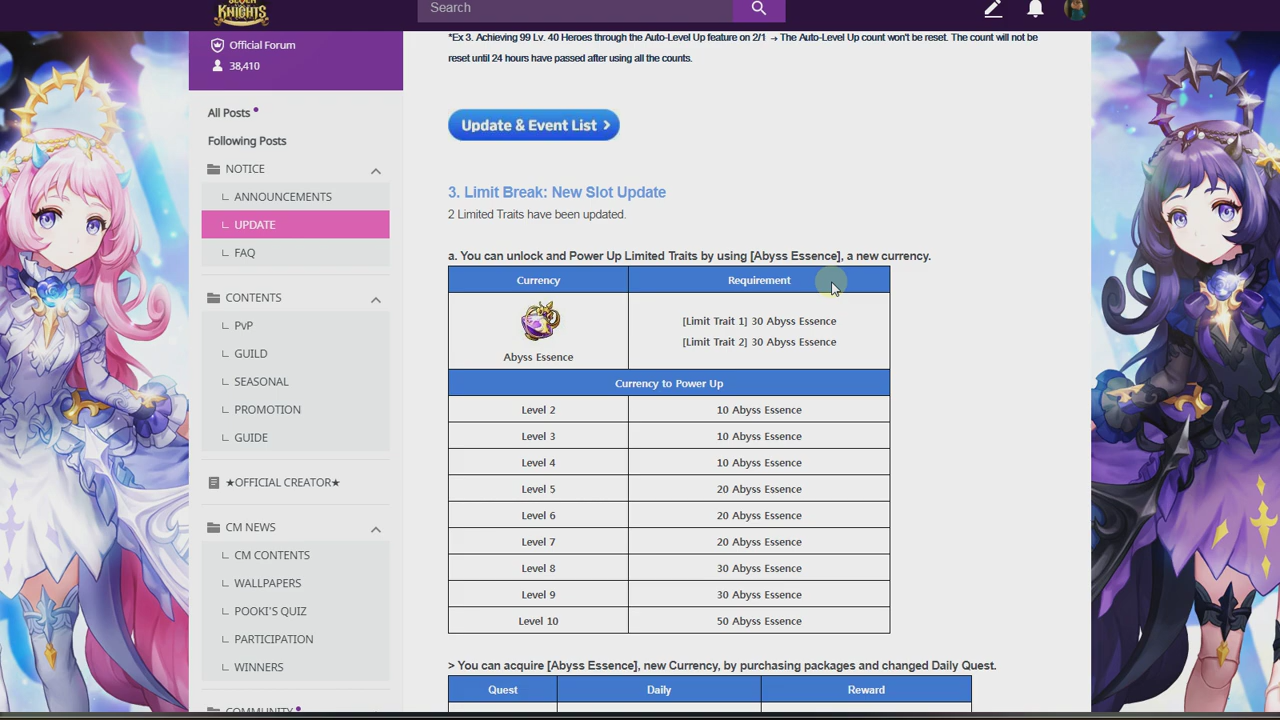 KNIGHTS
Search
Official Forum
38,410
All Posts
Following Posts
NOTICE
ANNOUNCEMENTS
UPDATE
FAQ
CONTENTS
PvP
GUILD
SEASONAL
PROMOTION
GUIDE
★OFFICIAL CREATOR★
CM NEWS
CM CONTENTS
WALLPAPERS
POOKI'S QUIZ
PARTICIPATION
WINNERS
COMMUNITY
*Ex 3. Achieving 99 Lv. 40 Heroes through the Auto-Level Up feature on 2/1 → The Auto-Level Up count won't be reset. The count will not be
reset until 24 hours have passed after using all the counts.
Update & Event List >
3. Limit Break: New Slot Update
2 Limited Traits have been updated.
a. You can unlock and Power Up Limited Traits by using [Abyss Essence], a new currency.
Currency Requirement
[Limit Trait 1] 30 Abyss Essence
[Limit Trait 2] 30 Abyss Essence
Abyss Essence
Currency to Power Up
Level 2 10 Abyss Essence
Level 3 10 Abyss Essence
Level 4 10 Abyss Essence
Level 5 20 Abyss Essence
Level 6 20 Abyss Essence
Level 7 20 Abyss Essence
Level 8 30 Abyss Essence
Level 9 30 Abyss Essence
Level 10 50 Abyss Essence
> You can acquire [Abyss Essence], new Currency, by purchasing packages and changed Daily Quest.
Quest Daily Reward